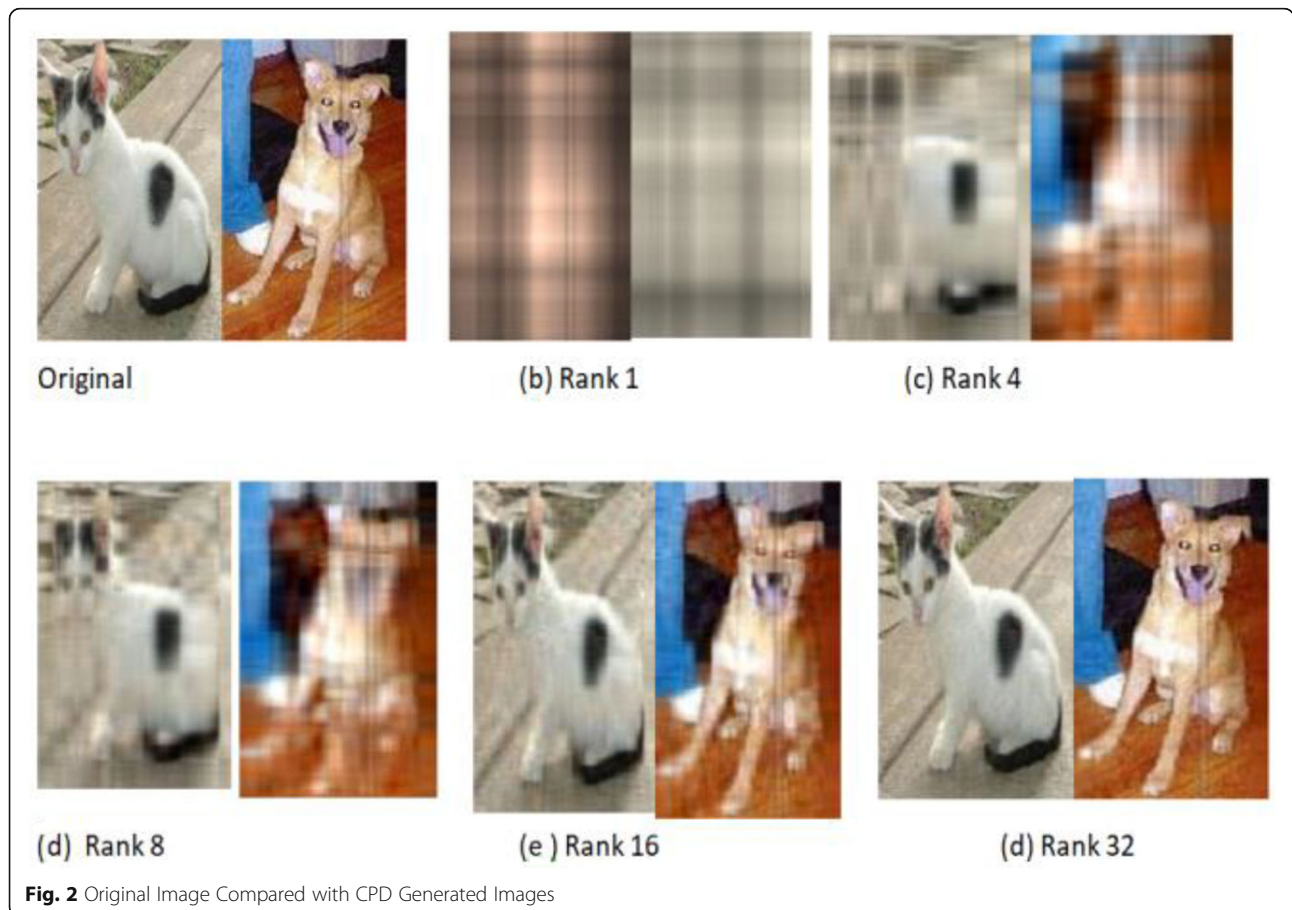 Original
(b) Rank 1
(c) Rank 4
(d) Rank 8
(e ) Rank 16
(d) Rank 32
Fig. 2 Original Image Compared with CPD Generated Images